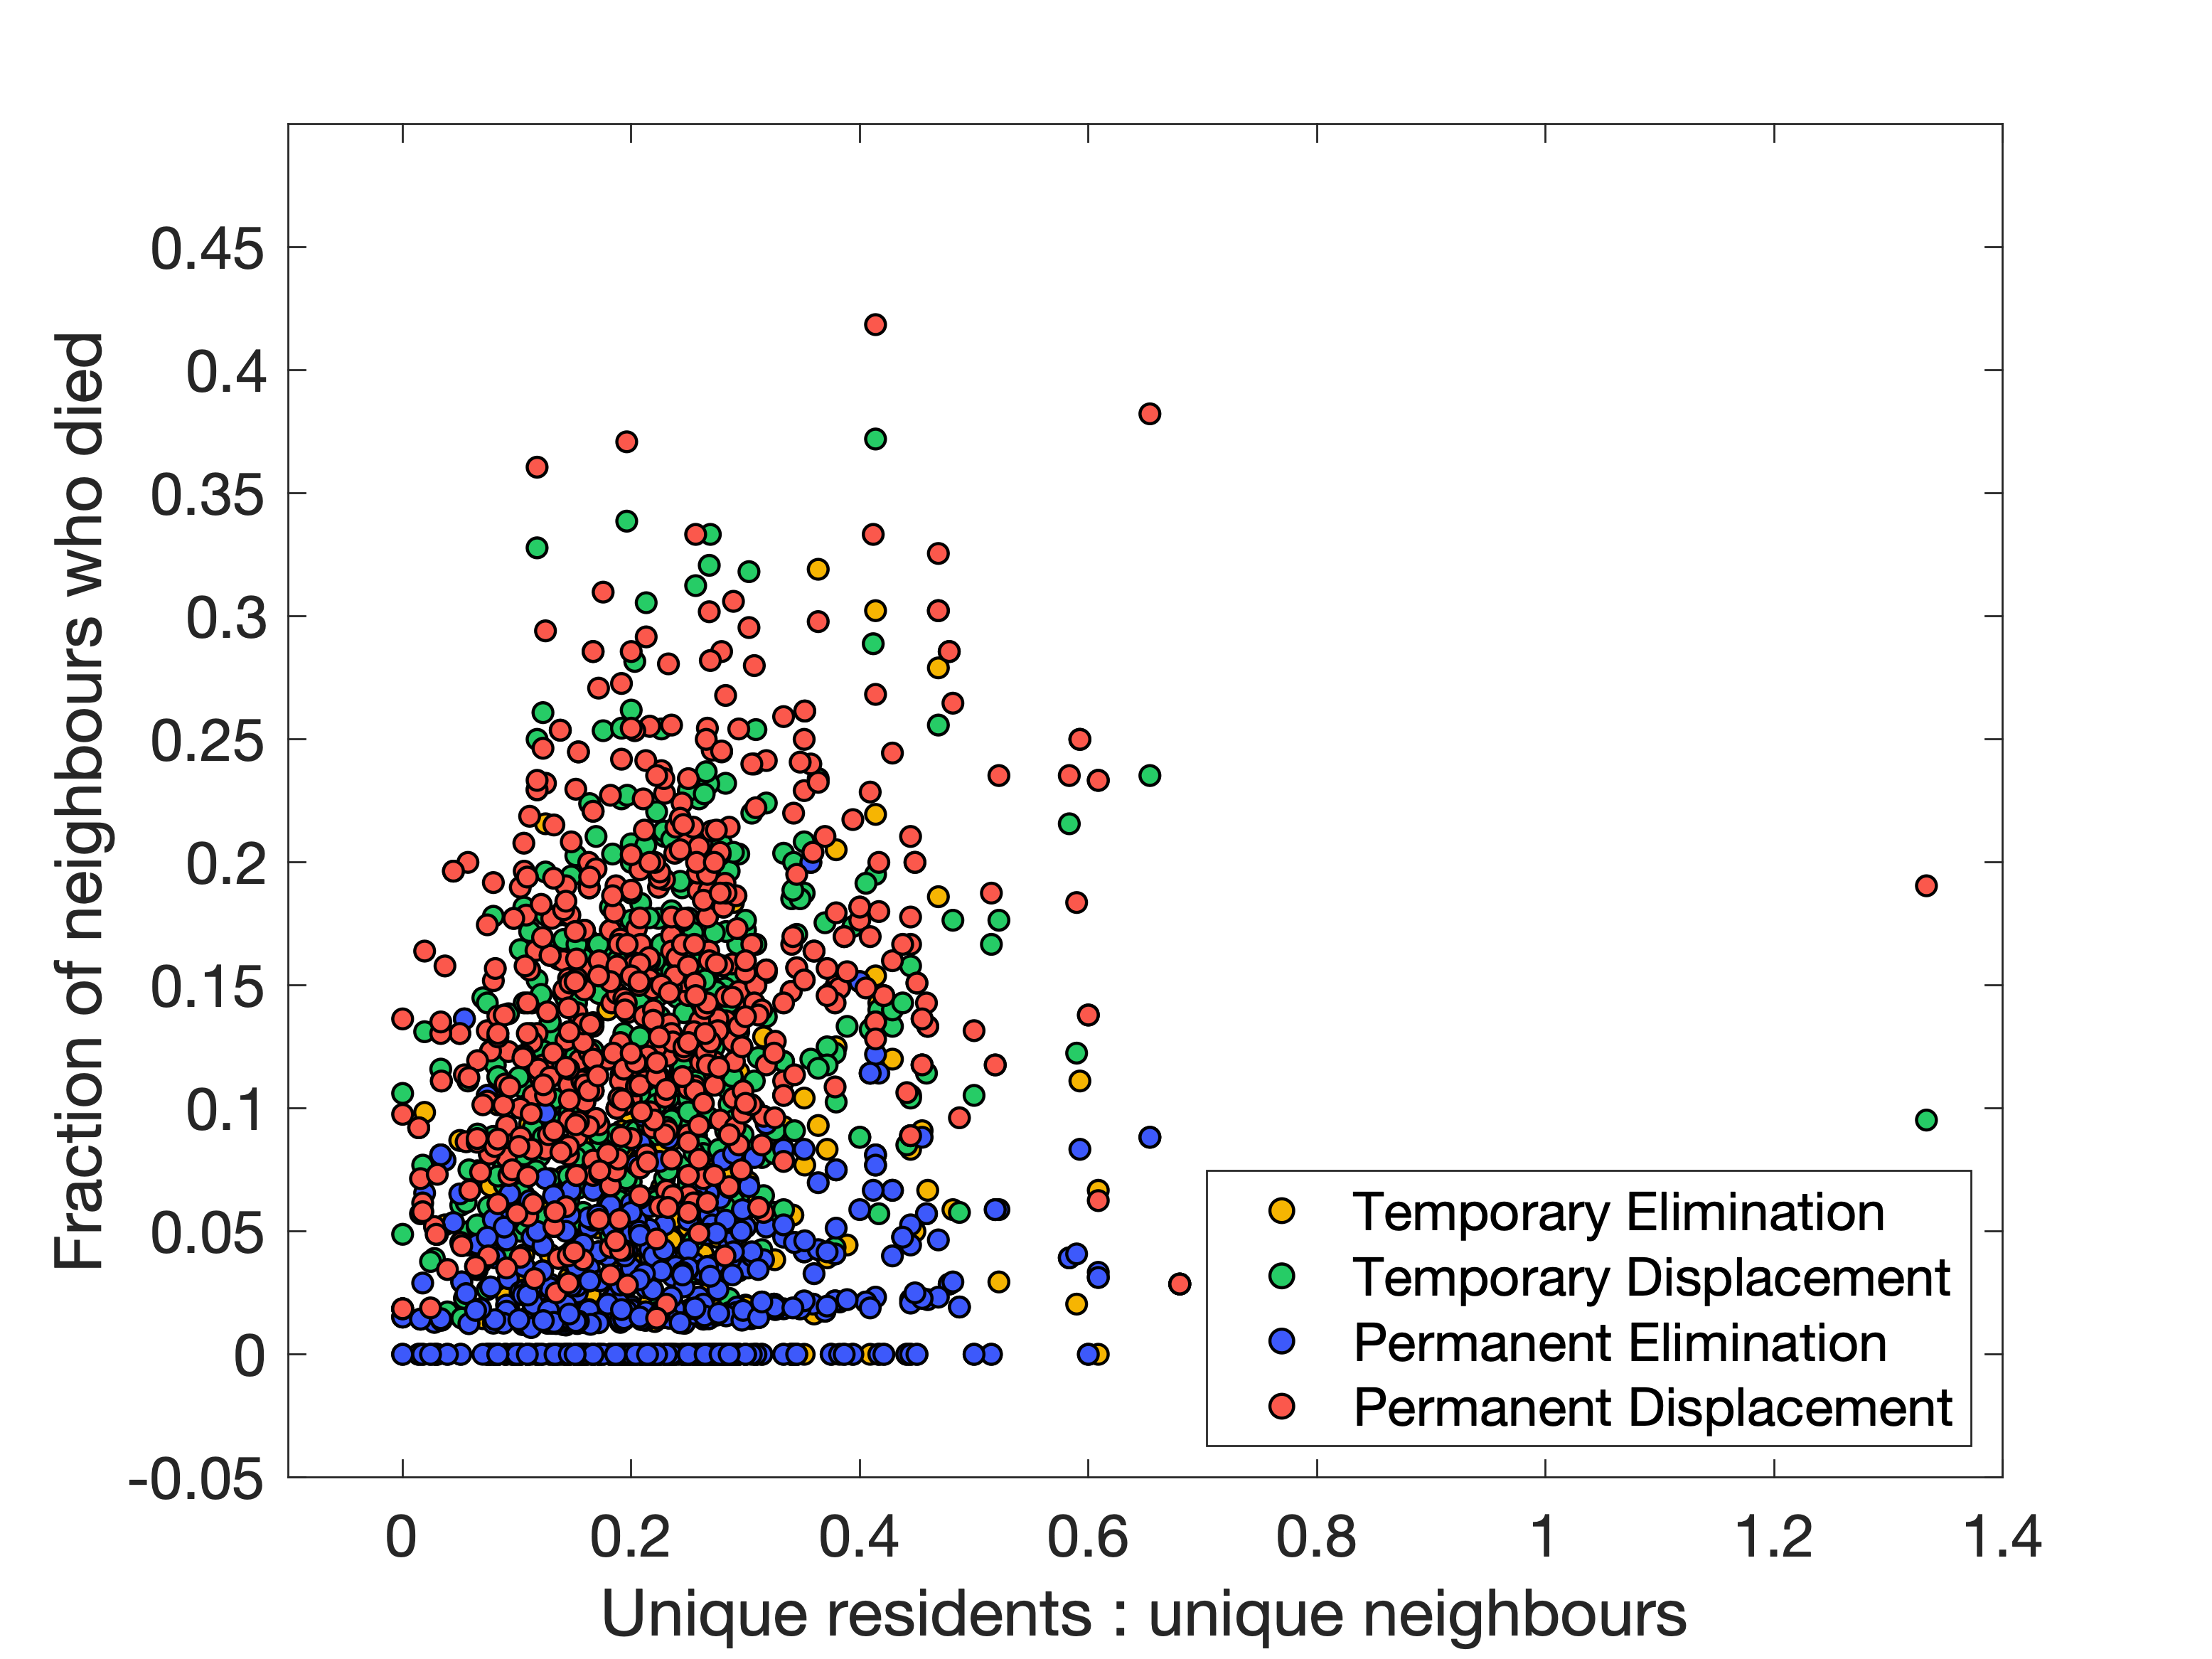 Fraction of neighbours who died
0.45
0.4
0.35
0.3
0.25
0.2
0.15
0.1
0.05
0
-0.05
Temporary Elimination
Temporary Displacement
Permanent Elimination
Permanent Displacement
0 0.2 0.4 0.6 0.8 1 1.2 1.4
Unique residents : unique neighbours